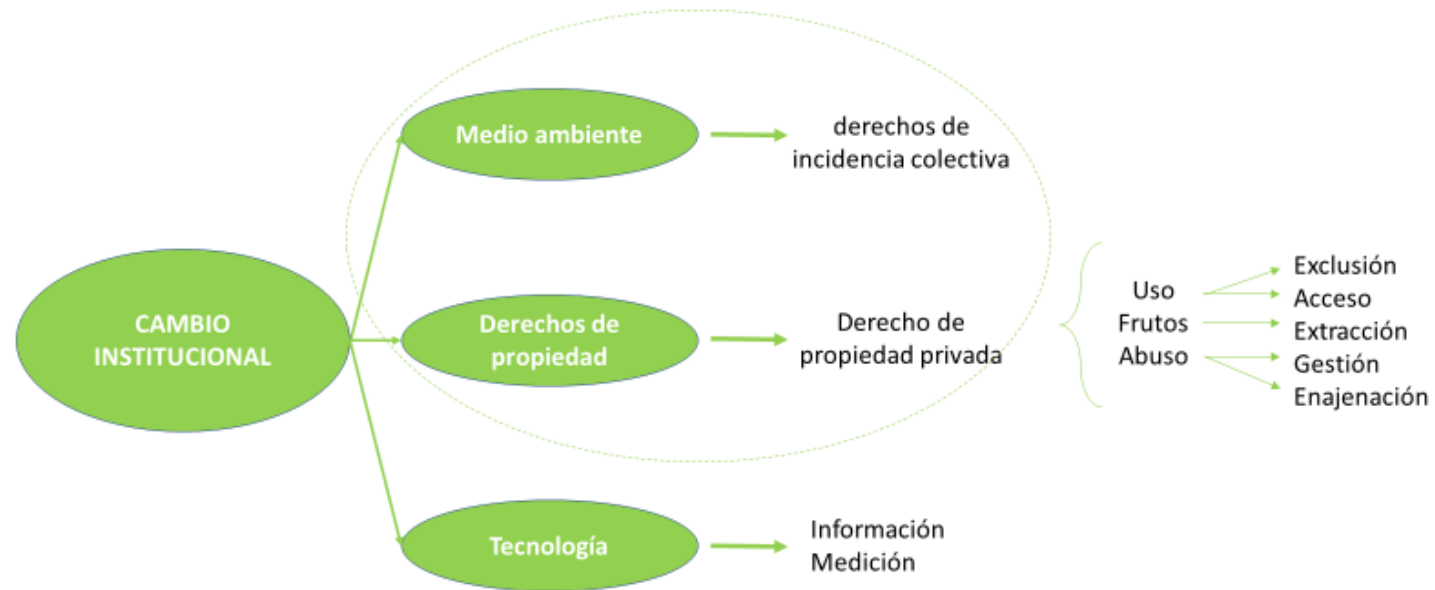 Medio ambiente
derechos de
incidencia colectiva
CAMBIO
INSTITUCIONAL
Derechos de
propiedad
Derecho de
propiedad privada
Uso
Frutos
Abuso
Exclusión
Acceso
Extracción
Gestión
Enajenación
Tecnología
Información
Medición